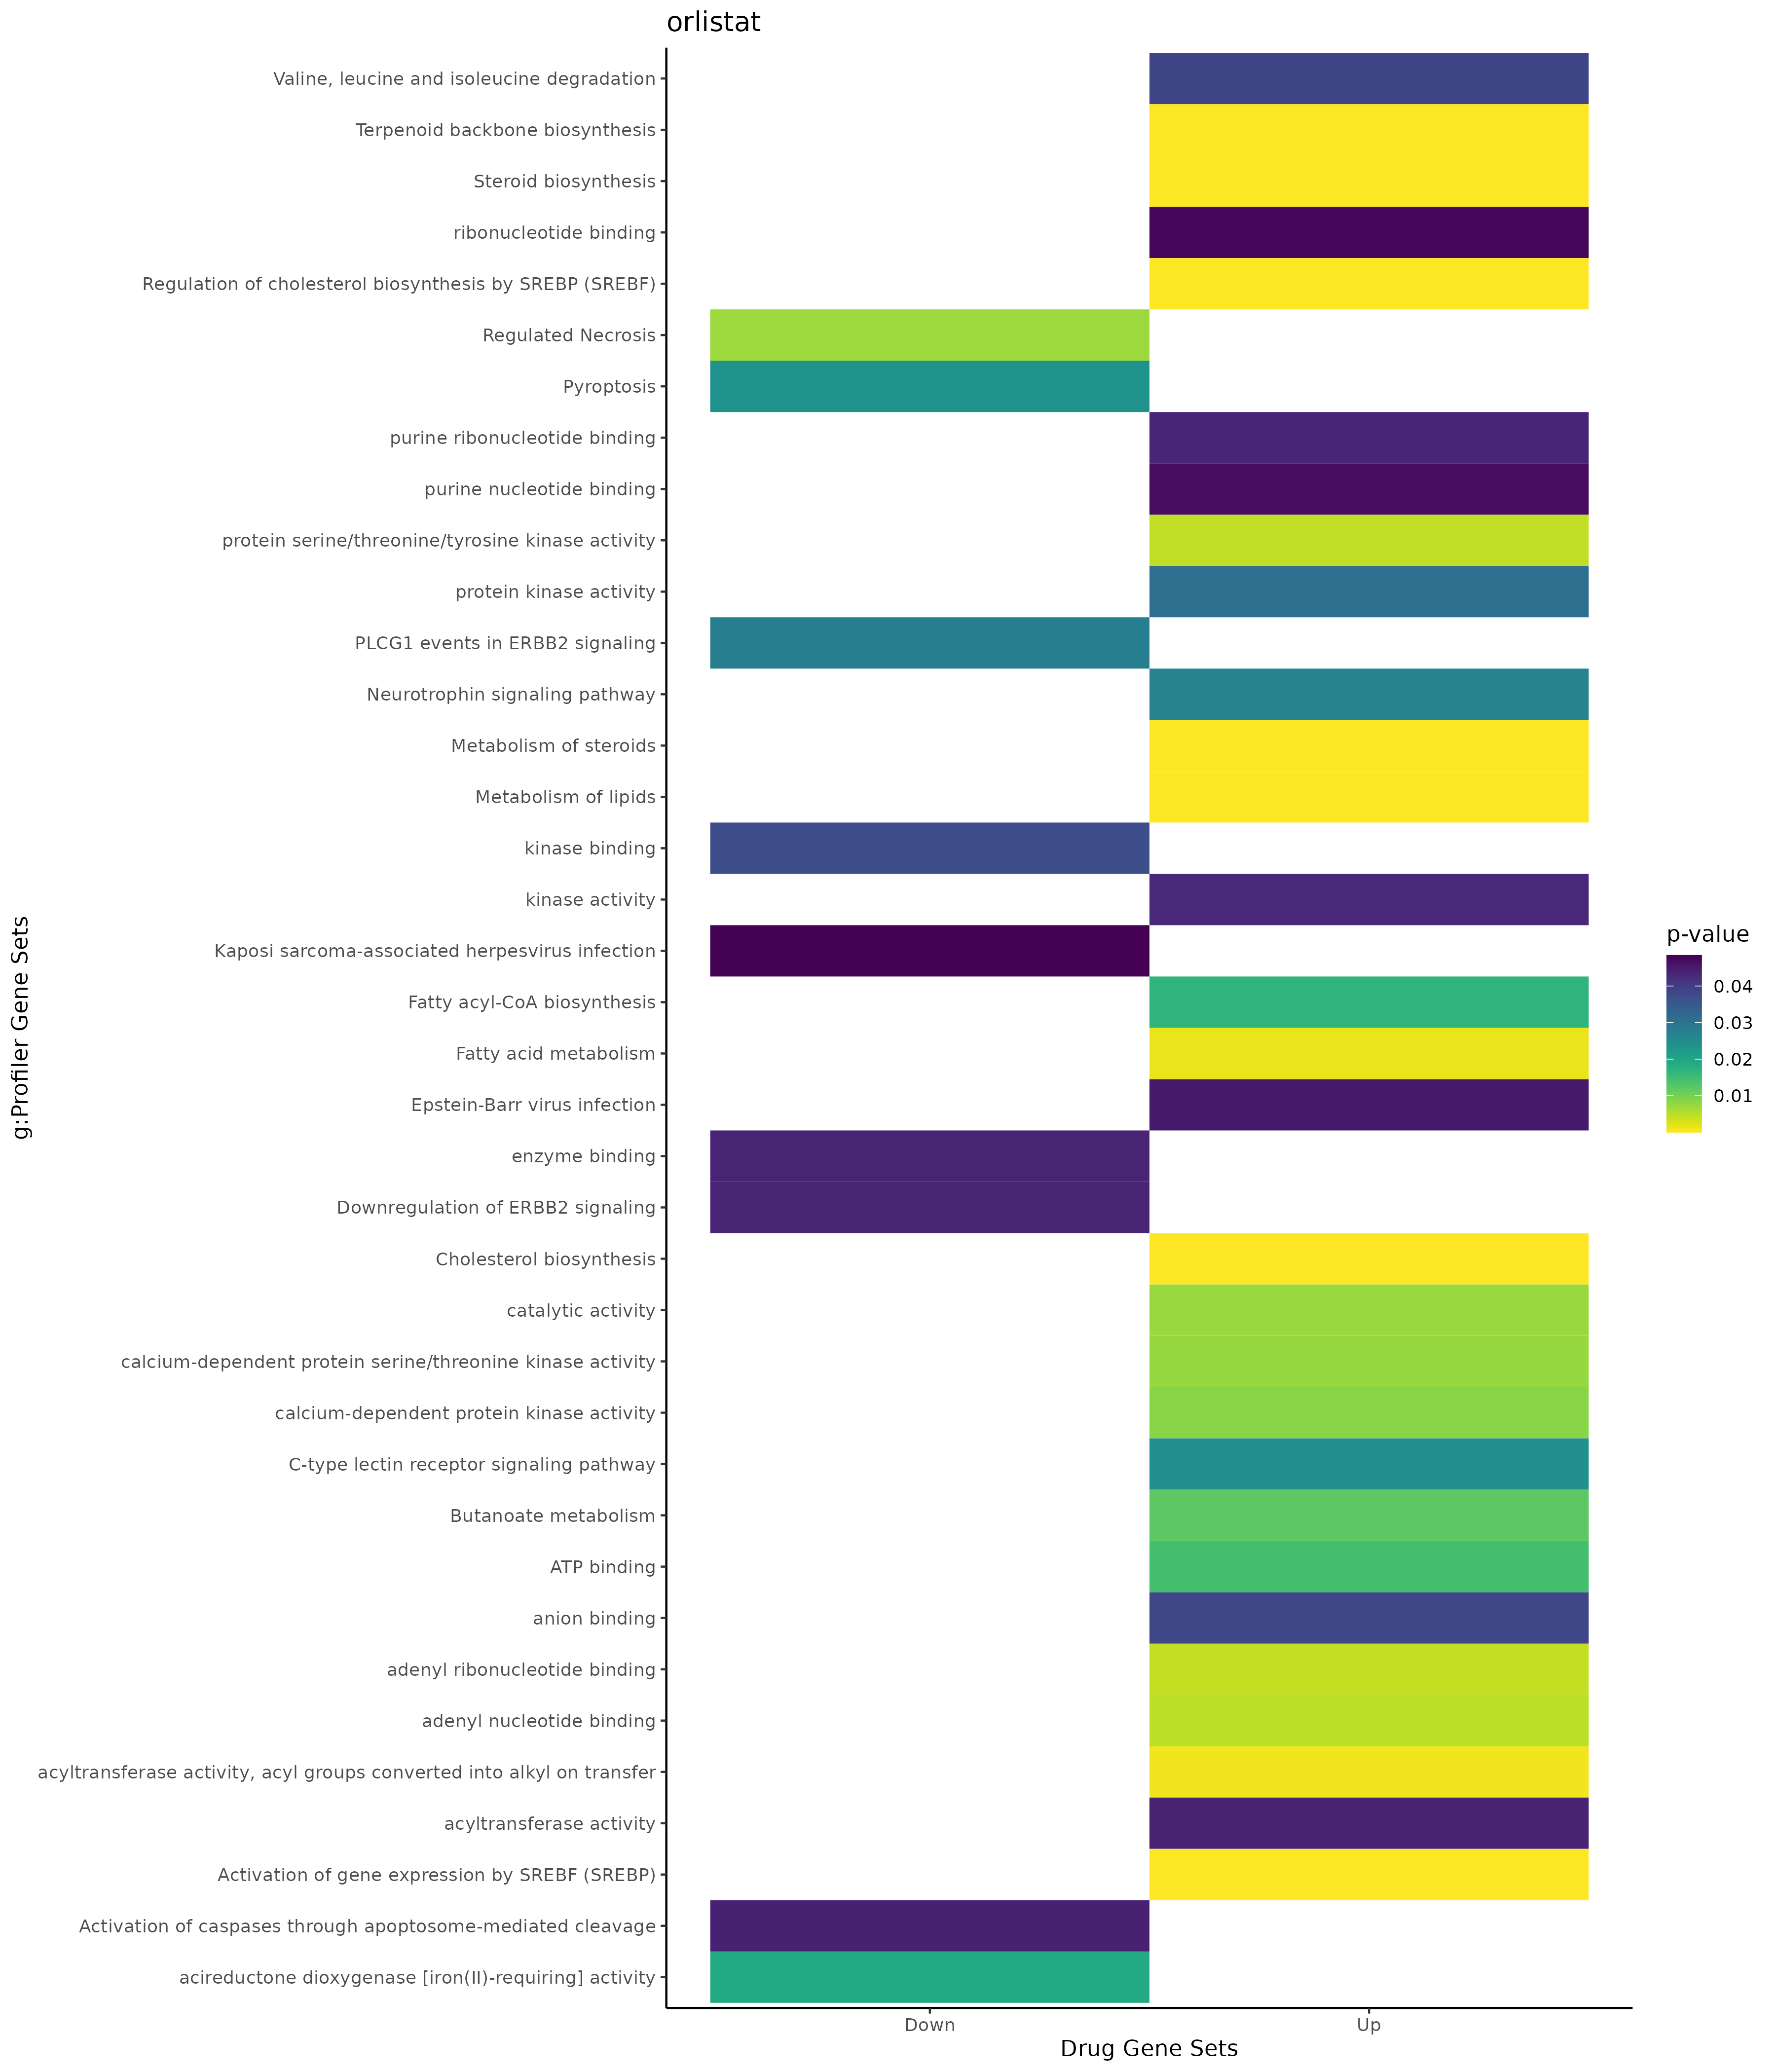 orlistat
Valine, leucine and isoleucine degradation
Terpenoid backbone biosynthesis
Steroid biosynthesis
ribonucleotide binding
Regulation of cholesterol biosynthesis by SREBP (SREBF)
Regulated Necrosis
Pyroptosis
purine ribonucleotide binding
purine nucleotide binding
protein serine/threonine/tyrosine kinase activity
protein kinase activity
PLCG1 events in ERBB2 signaling
Neurotrophin signaling pathway
Metabolism of steroids
Metabolism of lipids
kinase binding
kinase activity
Kaposi sarcoma-associated herpesvirus infection
Fatty acyl-CoA biosynthesis
Fatty acid metabolism
Epstein-Barr virus infection
enzyme binding
Downregulation of ERBB2 signaling
Cholesterol biosynthesis
catalytic activity
calcium-dependent protein serine/threonine kinase activity
calcium-dependent protein kinase activity
C-type lectin receptor signaling pathway
Butanoate metabolism
ATP binding
anion binding
adenyl ribonucleotide binding
adenyl nucleotide binding
acyltransferase activity, acyl groups converted into alkyl on transfer
acyltransferase activity
Activation of gene expression by SREBF (SREBP)
Activation of caspases through apoptosome-mediated cleavage
acireductone dioxygenase [iron(II)-requiring] activity
g:Profiler Gene Sets
Down
Up
Drug Gene Sets
p-value
0.04
0.03
0.02
0.01